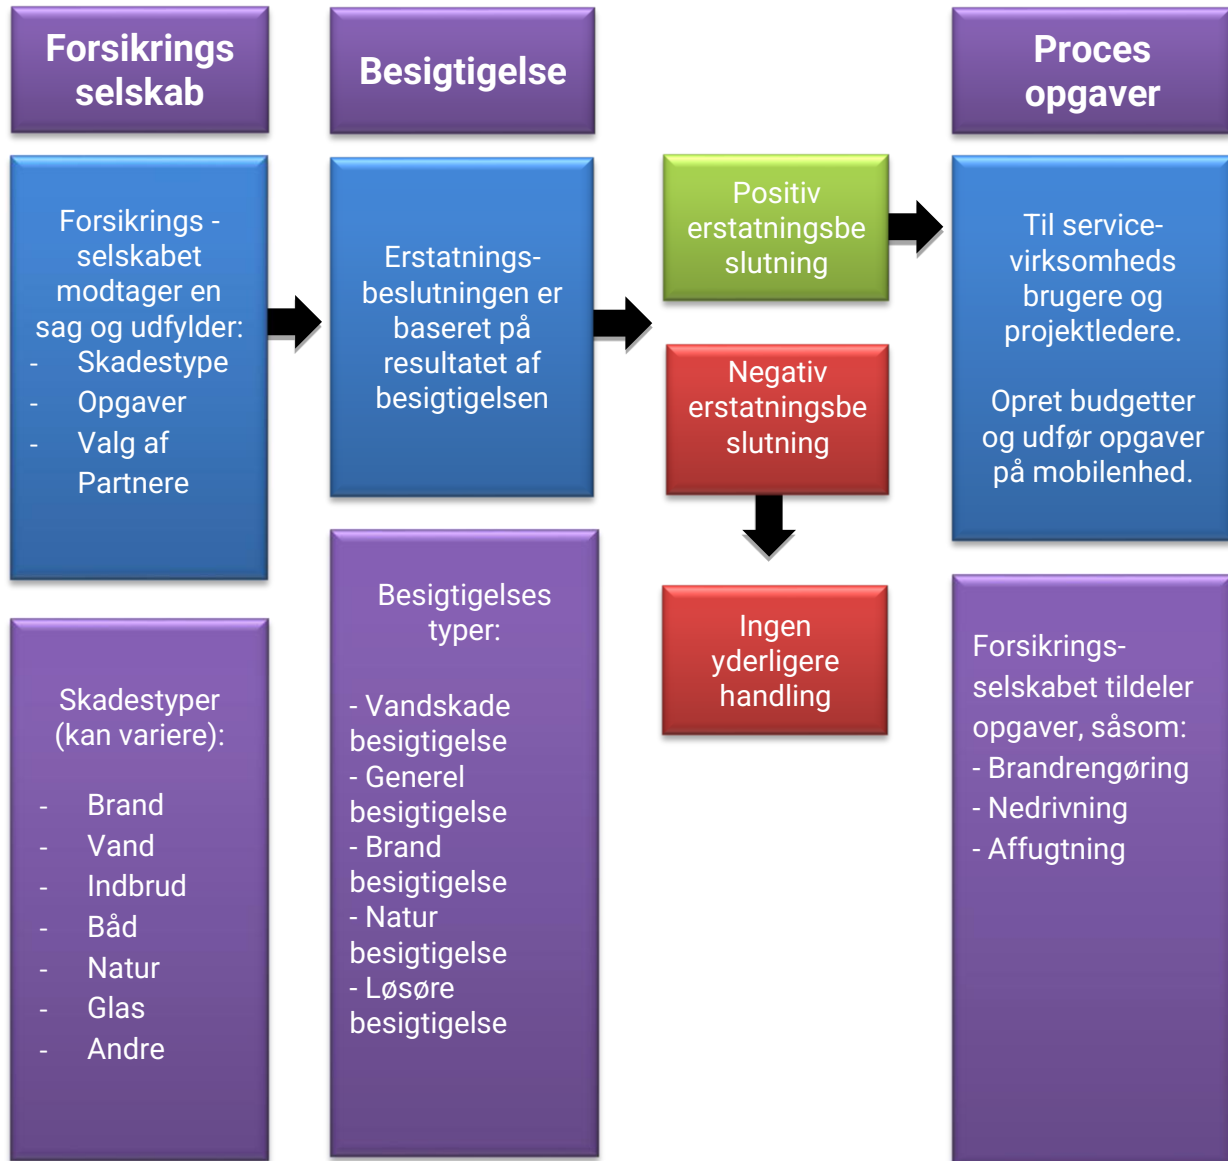 Forsikrings
selskab
Forsikrings -
selskabet
modtager en
sag og udfylder:
- Skadestype
- Opgaver
- Valg af
Partnere
Skadestyper
(kan variere):
- Brand
- Vand
- Indbrud
- Båd
- Natur
- Glas
- Andre
Besigtigelse
Erstatnings-
beslutningen er
baseret på
resultatet af
besigtigelsen
Besigtigelses
typer:
- Vandskade
besigtigelse
- Generel
besigtigelse
- Brand
besigtigelse
- Natur
besigtigelse
- Løsøre
besigtigelse
Positiv
erstatningsbe
slutning
Negativ
erstatningsbe
slutning
Ingen
yderligere
handling
Proces
opgaver
Til service-
virksomheds
brugere og
projektledere.
Opret budgetter
og udfør opgaver
på mobilenhed.
Forsikrings-
selskabet tildeler
opgaver, såsom:
- Brandrengøring
- Nedrivning
- Affugtning